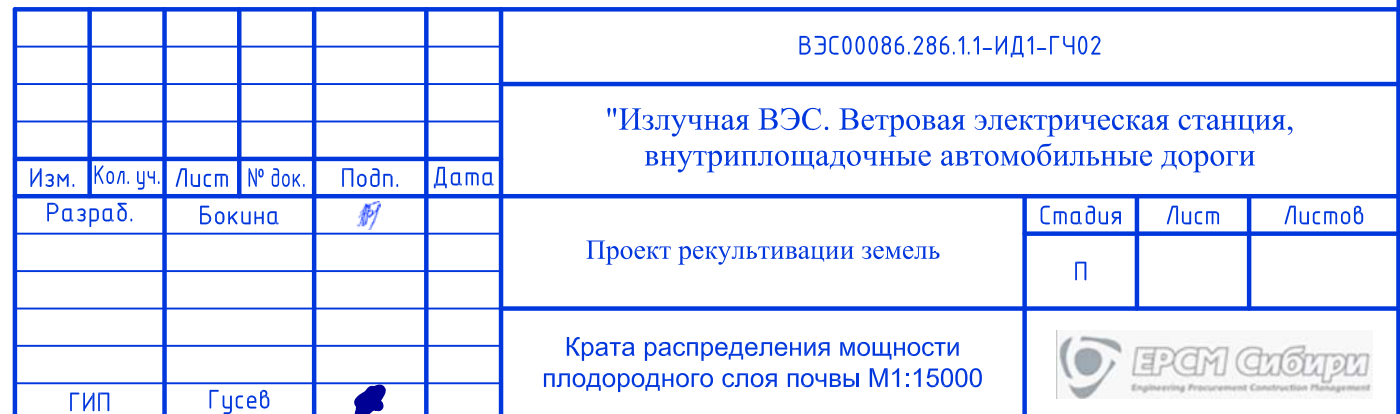 ВЭС00086.286.1.1-ИД1-ГЧ02
"Излучная ВЭС. Ветровая электрическая станция,
внутриплощадочные автомобильные дороги
Изм. Кол. уч. Лист № док. Подп. Дата
Разраб. Бокина
Проект рекультивации земель
Стадия Лист Листов
П
Крата распределения мощности
плодородного слоя почвы М1:15000
ГИП Гусев
EPCM Сибири
Engineering Procurement Construction Management